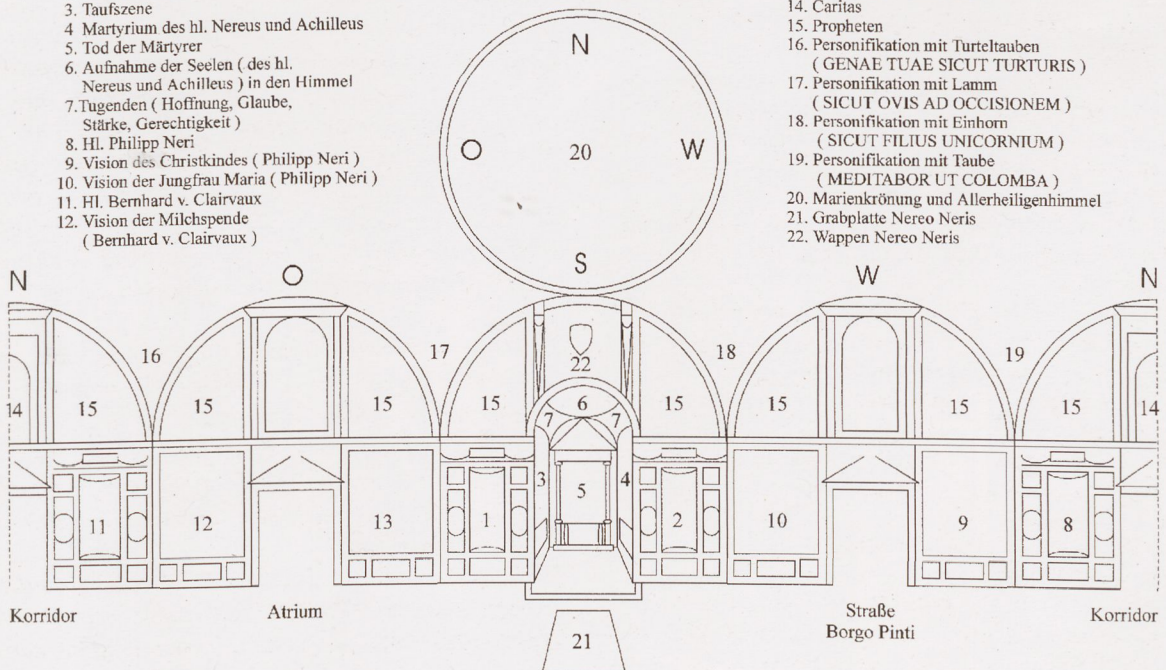 3. Taufszene
4 Martyrium des hl. Nereus und Achilleus
5. Tod der Märtyrer
6. Aufnahme der Seelen ( des hl.
Nereus und Achilleus ) in den Himmel
7.Tugenden ( Hoffnung, Glaube,
Stärke, Gerechtigkeit )
8. Hl. Philipp Neri
9. Vision des Christkindes ( Philipp Neri )
10. Vision der Jungfrau Maria ( Philipp Neri )
11. Hl. Bernhard v. Clairvaux
12. Vision der Milchspende
( Bernhard v. Clairvaux )
14. Caritas
15. Propheten
16. Personifikation mit Turteltauben
( GENAE TUAE SICUT TURTURIS )
17. Personifikation mit Lamm
( SICUT OVIS AD OCCISIONEM )
18. Personifikation mit Einhorn
( SICUT FILIUS UNICORNIUM )
19. Personifikation mit Taube
( MEDITABOR UT COLOMBA )
20. Marienkrönung und Allerheiligenhimmel
21. Grabplatte Nereo Neris
22. Wappen Nereo Neris
N
O 20 W
S
N O W N
16 17 22 18 19
14 15 15 15 15 6 15 15 15 15 14
7 7
3 5 4
11 12 13 1 2 10 9 8
Korridor Atrium Straße Korridor
Borgo Pinti
21